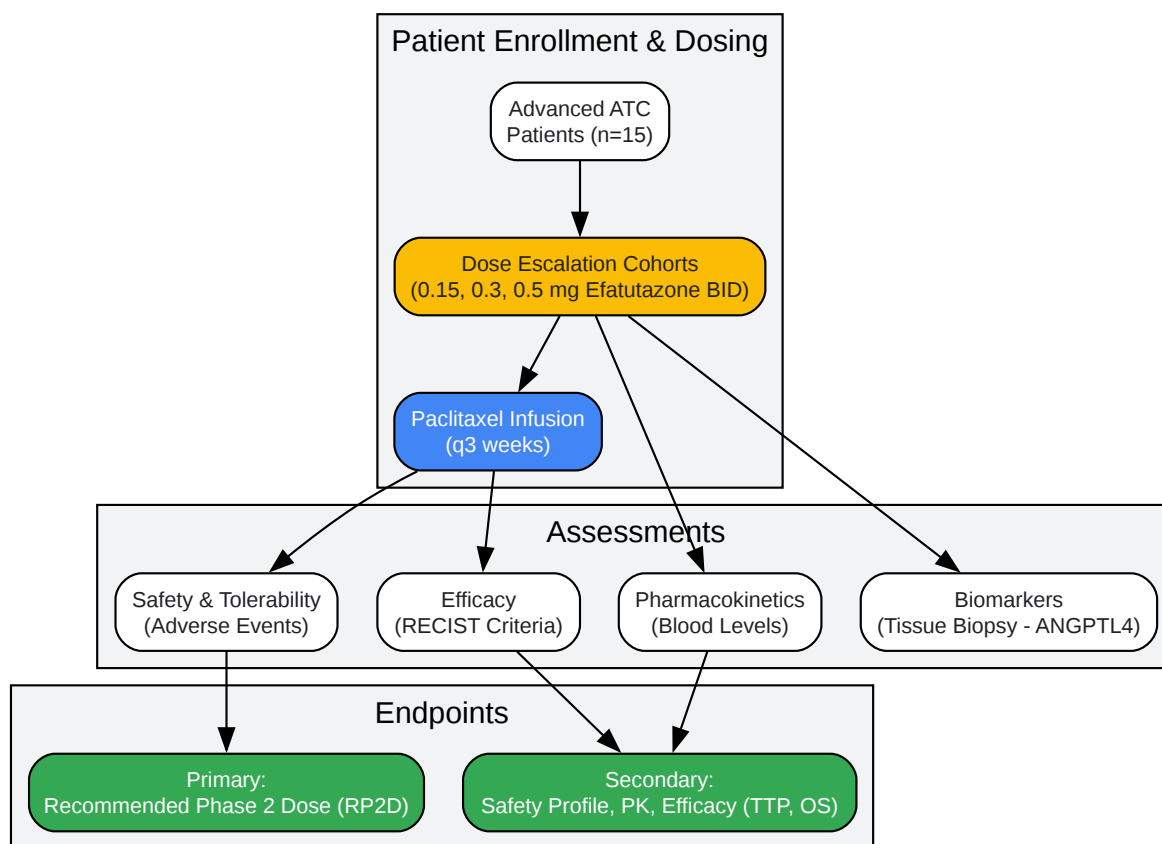 Patient Enrollment & Dosing
Advanced ATC
Patients (n=15)
Dose Escalation Cohorts
(0.15, 0.3, 0.5 mg Efatutazone BID)
Paclitaxel Infusion
(q3 weeks)
Assessments
Safety & Tolerability
(Adverse Events)
Efficacy
(RECIST Criteria)
Pharmacokinetics
(Blood Levels)
Biomarkers
(Tissue Biopsy - ANGPTL4)
Endpoints
Primary:
Recommended Phase 2 Dose (RP2D)
Secondary:
Safety Profile, PK, Efficacy (TTP, OS)